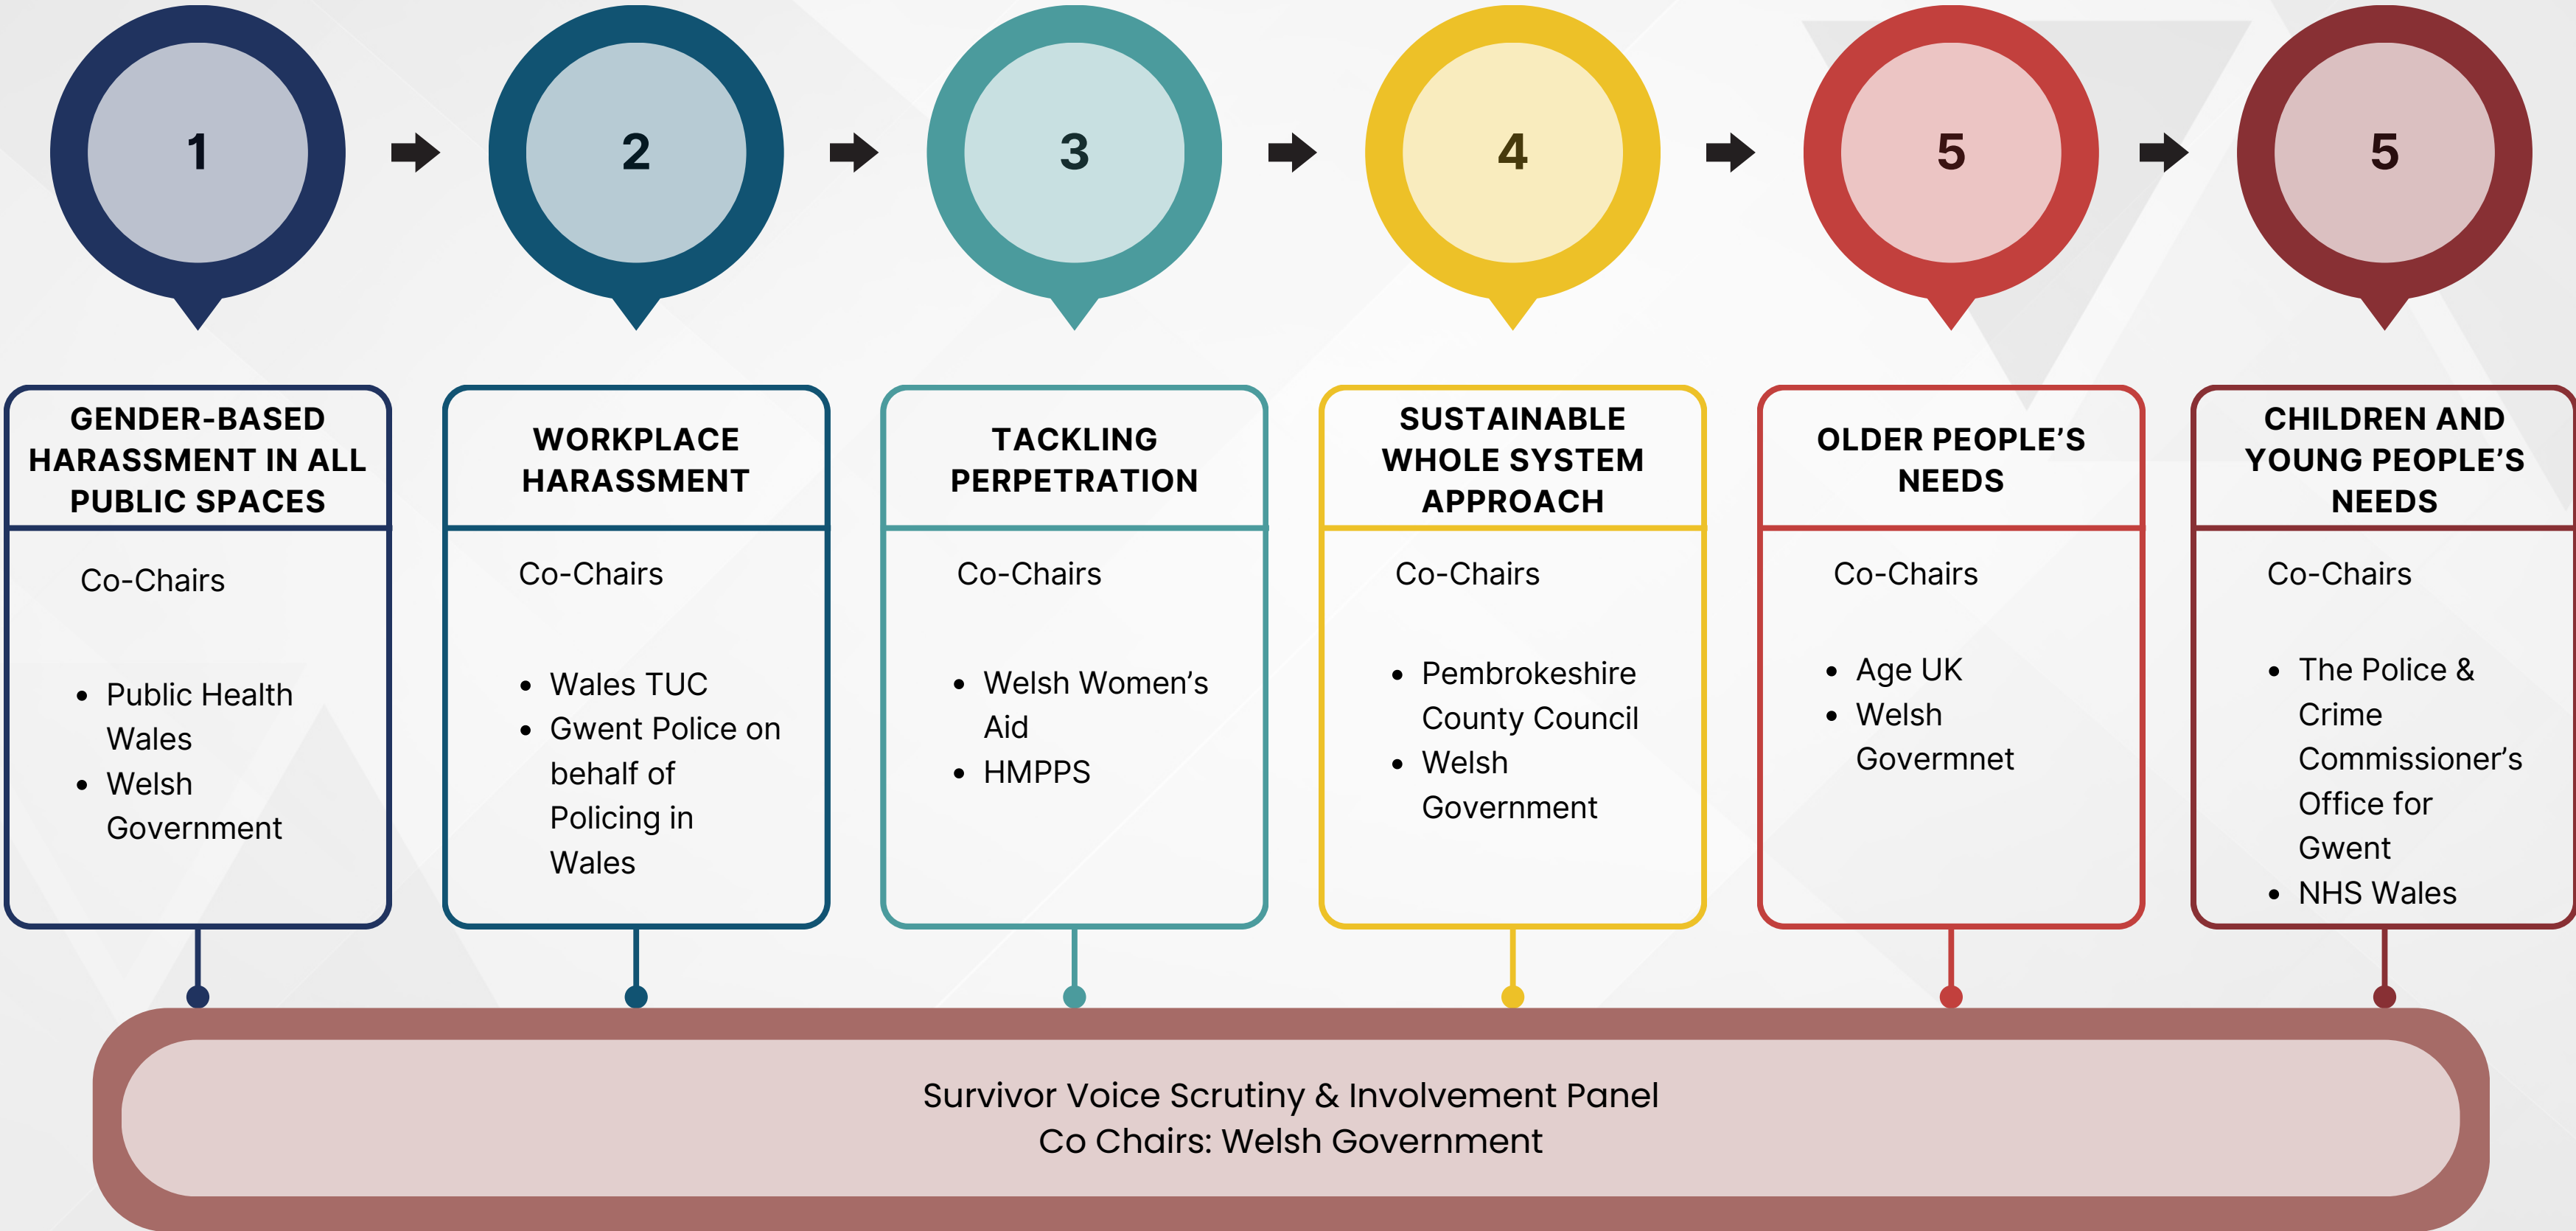 1
2
3
4
5
5
GENDER-BASED
HARASSMENT IN ALL
PUBLIC SPACES
Co-Chairs
• Public Health
Wales
• Welsh
Government
WORKPLACE
HARASSMENT
Co-Chairs
• Wales TUC
• Gwent Police on
behalf of
Policing in
Wales
TACKLING
PERPETRATION
Co-Chairs
• Welsh Women’s
Aid
• HMPPS
SUSTAINABLE
WHOLE SYSTEM
APPROACH
Co-Chairs
• Pembrokeshire
County Council
• Welsh
Government
OLDER PEOPLE’S
NEEDS
Co-Chairs
• Age UK
• Welsh
Govermnet
CHILDREN AND
YOUNG PEOPLE’S
NEEDS
Co-Chairs
• The Police &
Crime
Commissioner’s
Office for
Gwent
• NHS Wales
Survivor Voice Scrutiny & Involvement Panel
Co Chairs: Welsh Government